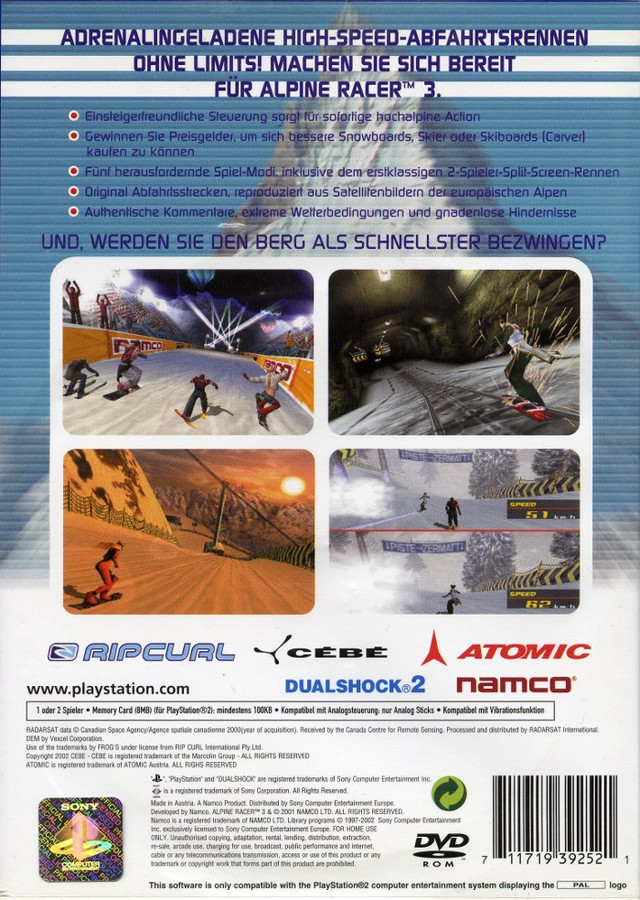 ADRENALINGELADENE HIGH-SPEED-ABFAHRTSRENNEN
OHNE LIMITS! MACHEN SIE SICH BEREIT
FÜR ALPINE RACER™ 3.
• Einsteigerfreundliche Steuerung sorgt für sofortige hochalpine Action
• Gewinnen Sie Preisgelder, um sich bessere Snowboards, Skier oder Skiboards (Carver)
kaufen zu können
• Fünf herausfordernde Spiel-Modi, inklusive dem erstklassigen 2-Spieler-Split-Screen-Rennen
• Original Abfahrtsstrecken, reproduziert aus Satellitenbildern der europäischen Alpen
• Authentische Kommentare, extreme Wetterbedingungen und gnadenlose Hindernisse
UND, WERDEN SIE DEN BERG ALS SCHNELLSTER BEZWINGEN?
namco
namco
PISTE-ZERMATT
SPEED
51 km/h
PISTE-ZERMATT
SPEED
62 km/h
RIPCURL CÉBÉ ATOMIC
www.playstation.com DUALSHOCK®2 namco®
1 oder 2 Spieler • Memory Card (8MB) (für PlayStation®2): mindestens 100KB • Kompatibel mit Analogsteuerung: nur Analog Sticks • Kompatibel mit Vibrationsfunktion
RADARSAT data © Canadian Space Agency/Agence spatiale canadienne 2000(year of acquisition). Received by the Canada Centre for Remote Sensing. Processed and distributed by RADARSAT International.
DEM by Vexcel Corporation.
Use of the trademarks by FROG'S under license from RIP CURL International Pty.Ltd.
Copyright 2002 CEBE - CEBE is registered trademark of the Marcolin Group - ALL RIGHTS RESERVED
ATOMIC is registered trademark of ATOMIC Austria. ALL RIGHTS RESERVED
", "PlayStation" and "DUALSHOCK" are registered trademarks of Sony Computer Entertainment Inc.
is a registered trademark of Sony Corporation. All Rights Reserved.
Made in Austria. A Namco Product. Distributed by Sony Computer Entertainment Europe.
Developed by Namco. ALPINE RACER™ 3 & © 2001 NAMCO LTD. ALL RIGHTS RESERVED.
Namco is a registered trademark of NAMCO LTD. Library programs © 1997-2002 Sony Computer Entertainment
Inc. exclusively licensed to Sony Computer Entertainment Europe. FOR HOME USE
ONLY. Unauthorised copying, adaptation, rental, lending, distribution, extraction,
re-sale, arcade use, charging for use, broadcast, public performance and internet,
cable or any telecommunications transmission, access or use of this product or any
trademark or copyright work that forms part of this product are prohibited.
SONY
COMPUTER
DVD
ROM
7 11719 39252 1
This software is only compatible with the PlayStation®2 computer entertainment system displaying the PAL logo